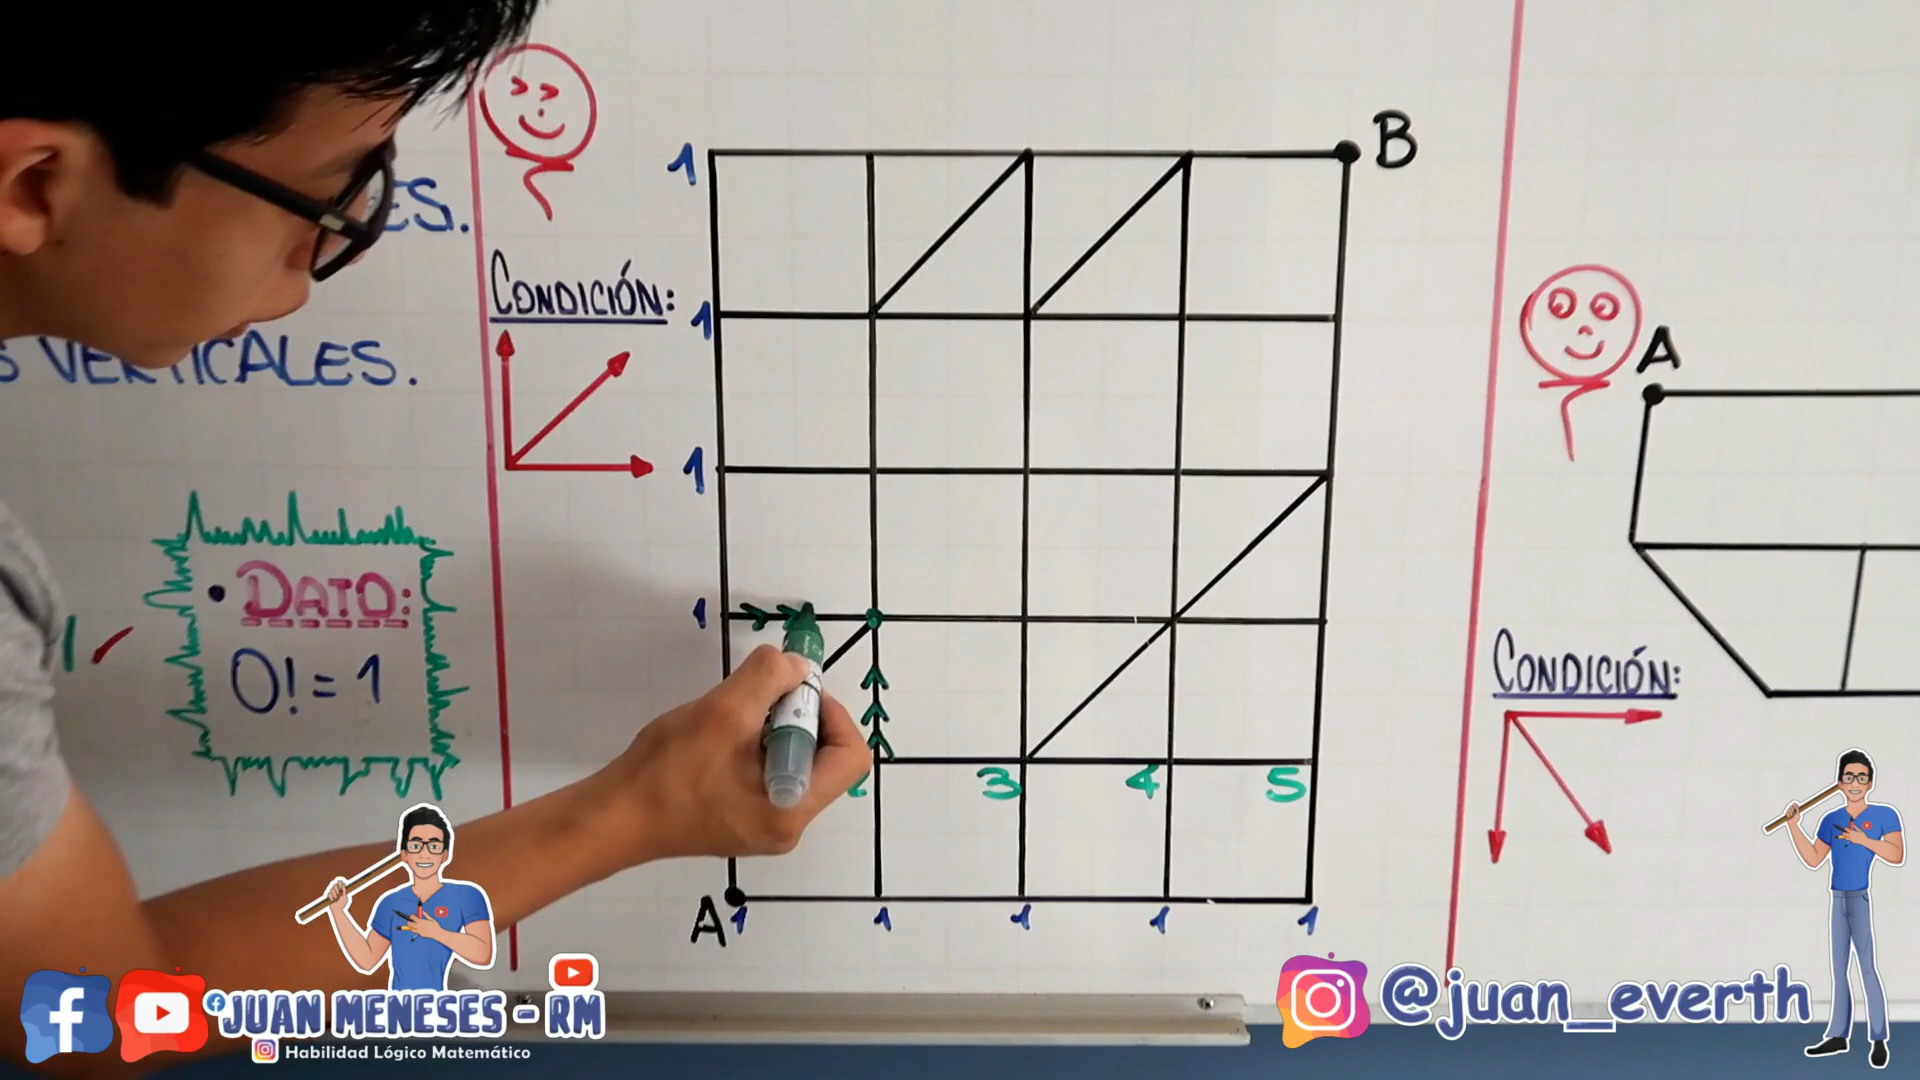 ES.
S VERTICALES.
1
DATO:
0! = 1
CONDICIÓN:
1
1
1
1
B
3
4
5
A
1
1
1
1
1
A
CONDICIÓN:
JUAN MENESES - RM
Habilidad Lógico Matemático
@juan_everth